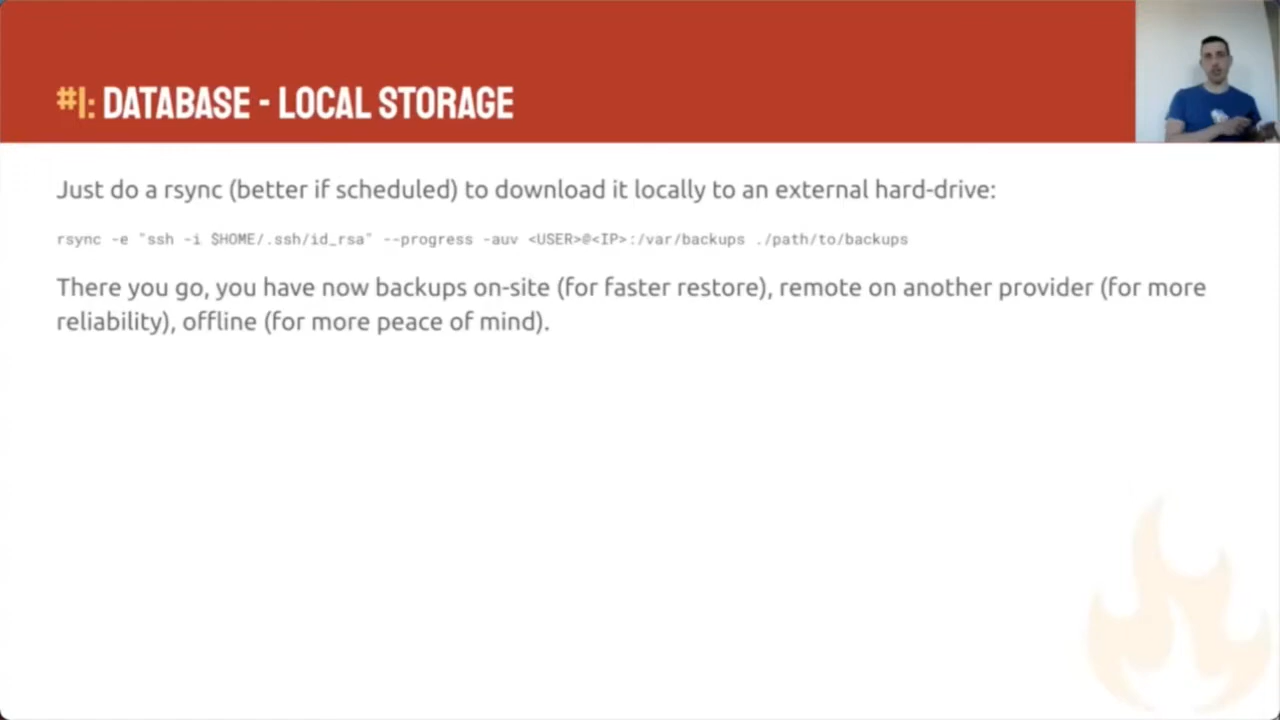 #1: DATABASE - LOCAL STORAGE
Just do a rsync (better if scheduled) to download it locally to an external hard-drive:
rsync -e "ssh -i $HOME/.ssh/id_rsa" --progress -auv <USER>@<IP>:/var/backups ./path/to/backups
There you go, you have now backups on-site (for faster restore), remote on another provider (for more
reliability), offline (for more peace of mind).